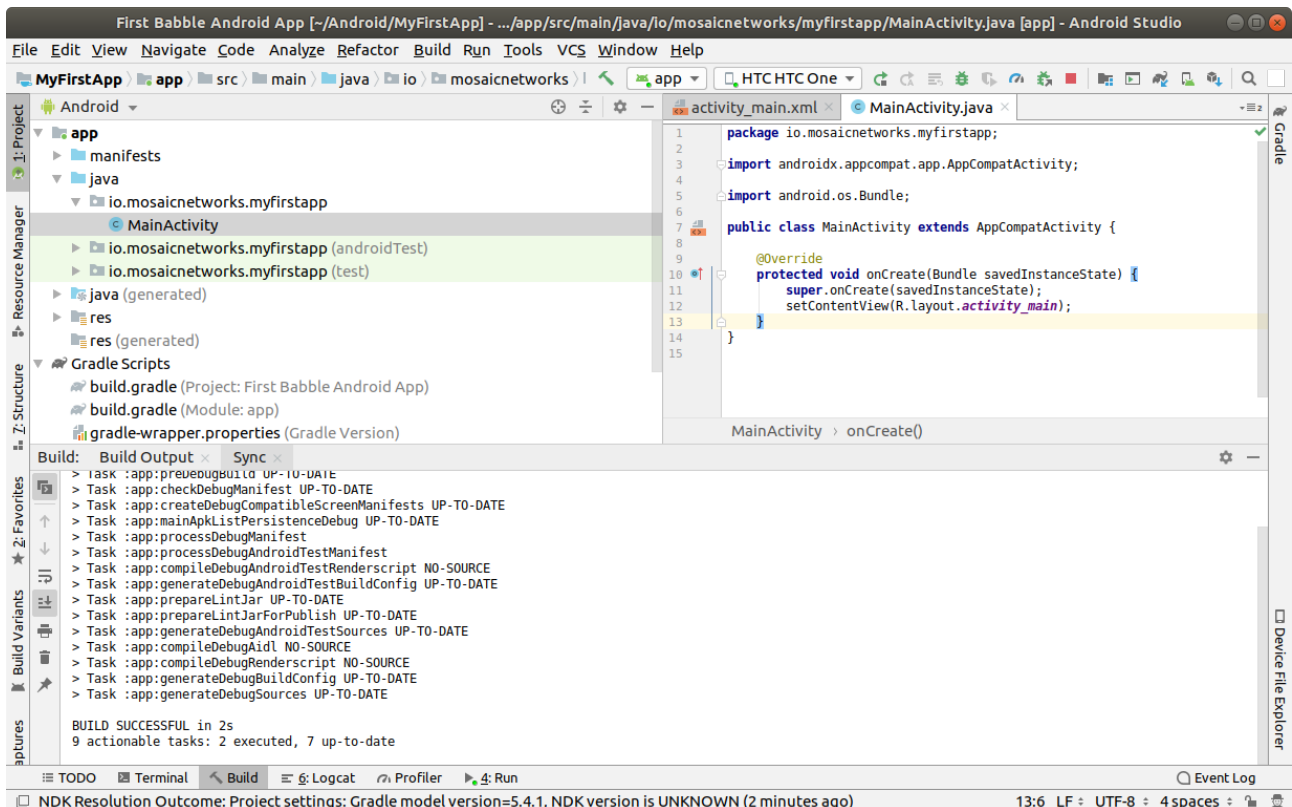 First Babble Android App [~/Android/MyFirstApp] - .../app/src/main/java/io/mosaicnetworks/myfirstapp/MainActivity.java [app] - Android Studio
File Edit View Navigate Code Analyze Refactor Build Run Tools VCS Window Help
MyFirstApp app src main java io mosaicnetworks app HTC HTC One
1: Project
Resource Manager
7: Structure
2: Favorites
Build Variants
aptures
Android
app
manifests
java
io.mosaicnetworks.myfirstapp
MainActivity
io.mosaicnetworks.myfirstapp (androidTest)
io.mosaicnetworks.myfirstapp (test)
java (generated)
res
res (generated)
Gradle Scripts
build.gradle (Project: First Babble Android App)
build.gradle (Module: app)
gradle-wrapper.properties (Gradle Version)
activity_main.xml MainActivity.java 2
1 package io.mosaicnetworks.myfirstapp;
2
3 import androidx.appcompat.app.AppCompatActivity;
4
5 import android.os.Bundle;
6
7 public class MainActivity extends AppCompatActivity {
8
9 @Override
10 protected void onCreate(Bundle savedInstanceState) {
11 super.onCreate(savedInstanceState);
12 setContentView(R.layout.activity_main);
13 }
14 }
15
MainActivity › onCreate()
Gradle
Device File Explorer
Build: Build Output Sync
> Task :app:preDebugBuild UP-TO-DATE
> Task :app:checkDebugManifest UP-TO-DATE
> Task :app:createDebugCompatibleScreenManifests UP-TO-DATE
> Task :app:mainApkListPersistenceDebug UP-TO-DATE
> Task :app:processDebugManifest
> Task :app:processDebugAndroidTestManifest
> Task :app:compileDebugAndroidTestRenderscript NO-SOURCE
> Task :app:generateDebugAndroidTestBuildConfig UP-TO-DATE
> Task :app:prepareLintJar UP-TO-DATE
> Task :app:prepareLintJarForPublish UP-TO-DATE
> Task :app:generateDebugAndroidTestSources UP-TO-DATE
> Task :app:compileDebugAidl NO-SOURCE
> Task :app:compileDebugRenderscript NO-SOURCE
> Task :app:generateDebugBuildConfig UP-TO-DATE
> Task :app:generateDebugSources UP-TO-DATE
BUILD SUCCESSFUL in 2s
9 actionable tasks: 2 executed, 7 up-to-date
TODO Terminal Build 6: Logcat Profiler 4: Run Event Log
NDK Resolution Outcome: Project settings: Gradle model version=5.4.1, NDK version is UNKNOWN (2 minutes ago) 13:6 LF UTF-8 4 spaces